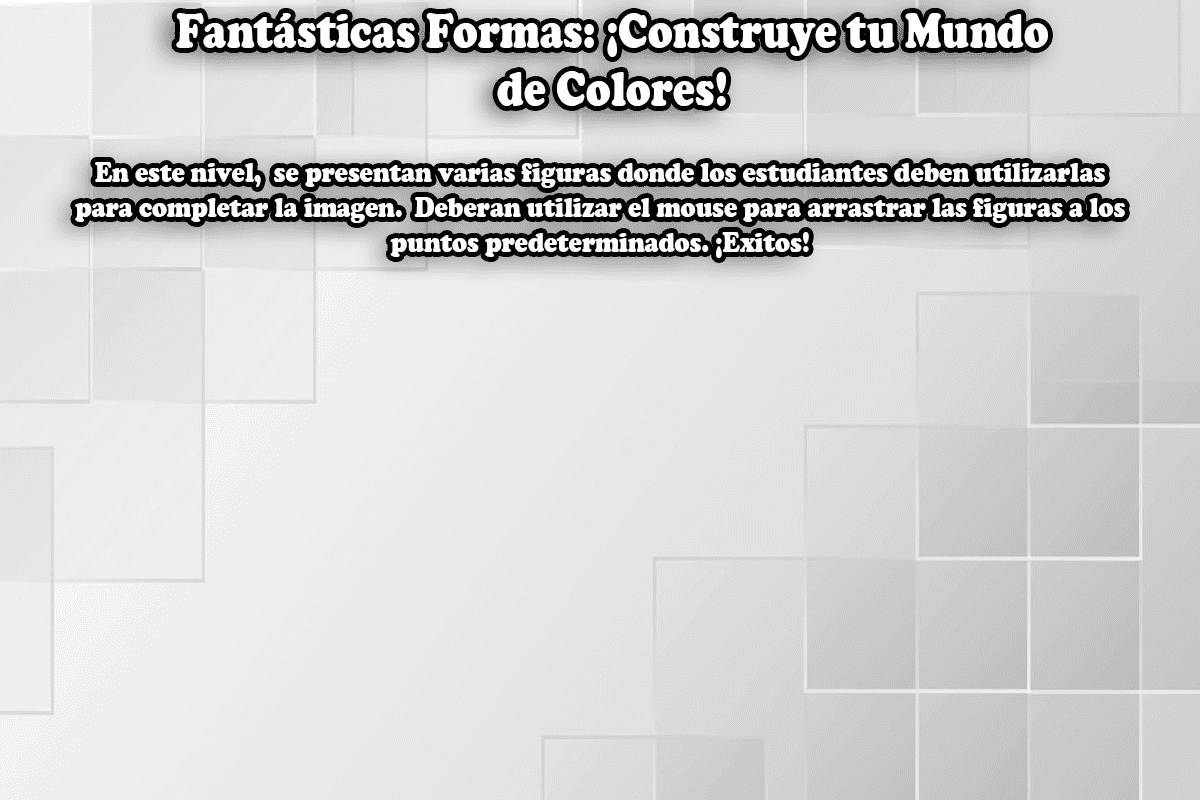 Fantásticas Formas: ¡Construye tu Mundo
de Colores!
En este nivel, se presentan varias figuras donde los estudiantes deben utilizarlas
para completar la imagen. Deberan utilizar el mouse para arrastrar las figuras a los
puntos predeterminados. ¡Exitos!